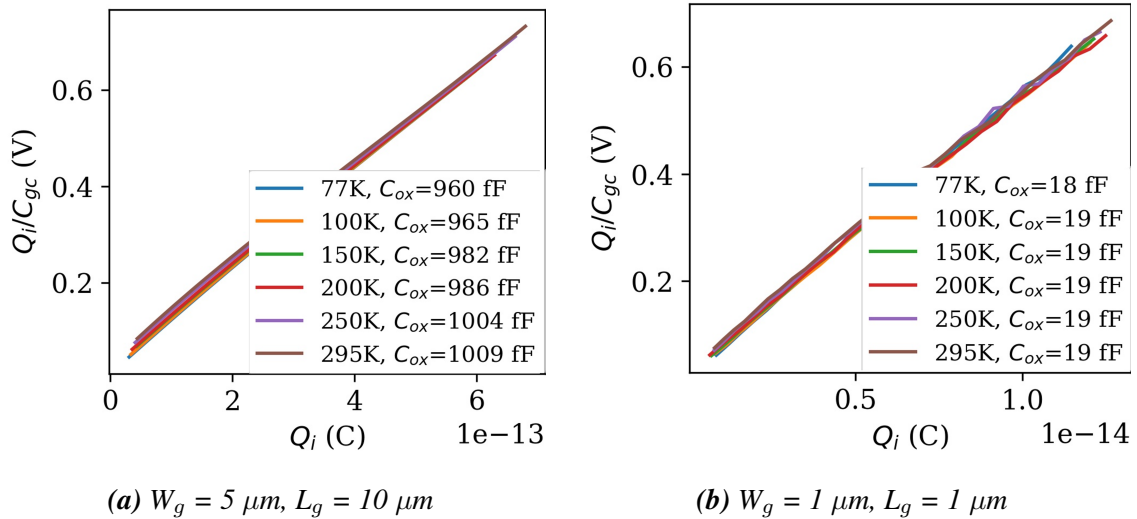 Q_i/C_gc (V)
0.6
0.4
0.2
77K, C_ox=960 fF
100K, C_ox=965 fF
150K, C_ox=982 fF
200K, C_ox=986 fF
250K, C_ox=1004 fF
295K, C_ox=1009 fF
0 2 4 6
Q_i (C) 1e−13
(a) W_g = 5 μm, L_g = 10 μm
Q_i/C_gc (V)
0.6
0.4
0.2
77K, C_ox=18 fF
100K, C_ox=19 fF
150K, C_ox=19 fF
200K, C_ox=19 fF
250K, C_ox=19 fF
295K, C_ox=19 fF
0.5 1.0
Q_i (C) 1e−14
(b) W_g = 1 μm, L_g = 1 μm